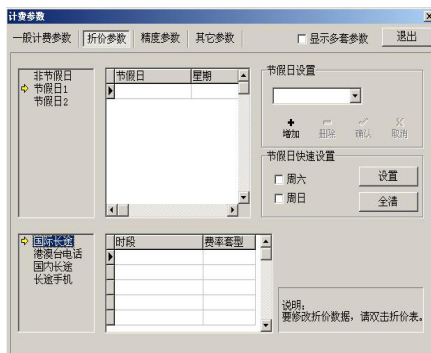 计费参数
一般计费参数 折价参数 精度参数 其它参数 显示多套参数 退出
非节假日
节假日1
节假日2
节假日 星期
节假日设置
增加 删除 确认 取消
节假日快速设置
周六 设置
周日 全清
国际长途
港澳台电话
国内长途
长途手机
时段 费率套型
说明:
要修改折价数据,请双击折价表。